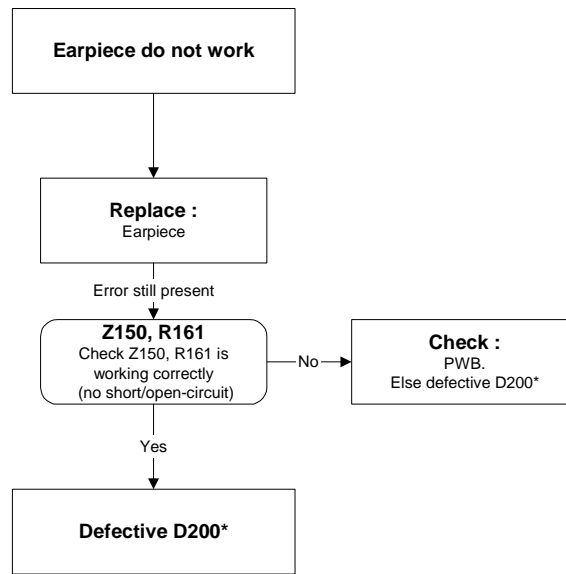 Earpiece do not work
Replace :
Earpiece
Error still present
Z150, R161
Check Z150, R161 is
working correctly
(no short/open-circuit)
No
Check :
PWB.
Else defective D200*
Yes
Defective D200*